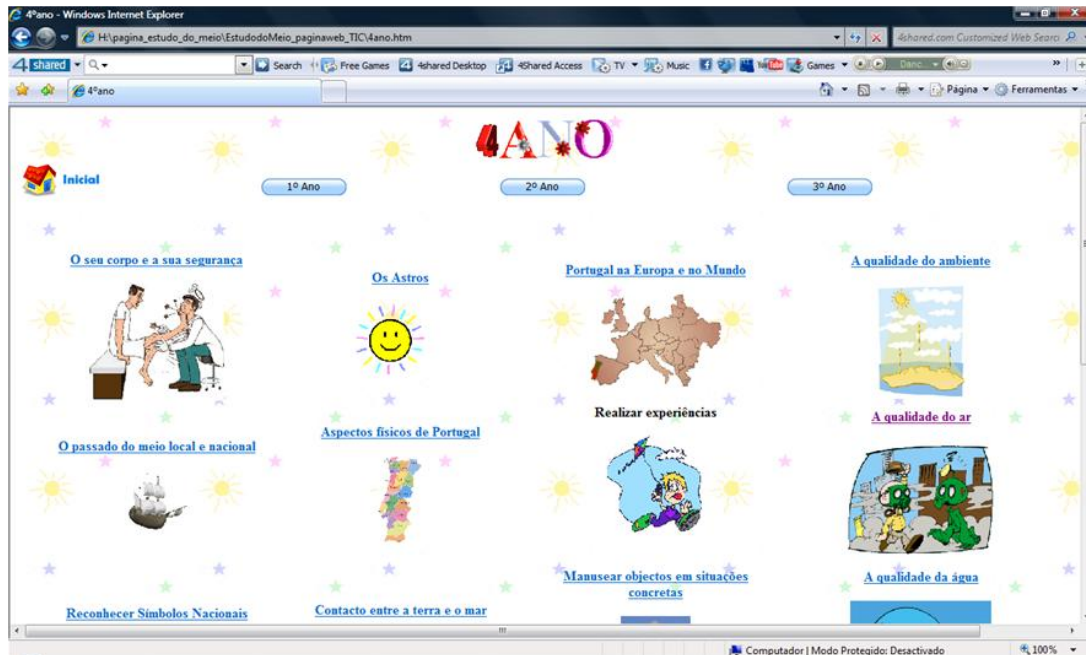 4ºano - Windows Internet Explorer
H:\pagina_estudo_do_meio\EstudodoMeio_paginaweb_TIC\4ano.htm
4shared.com Customized Web Searc
4 shared
Search
Free Games
4shared Desktop
4Shared Access
TV
Music
Games
Danc...
4ºano
Página
Ferramentas
4ANO
Inicial
1º Ano
2º Ano
3º Ano
O seu corpo e a sua segurança
Os Astros
Portugal na Europa e no Mundo
A qualidade do ambiente
Realizar experiências
A qualidade do ar
O passado do meio local e nacional
Aspectos físicos de Portugal
Manusear objectos em situações
concretas
A qualidade da água
Reconhecer Símbolos Nacionais
Contacto entre a terra e o mar
Computador | Modo Protegido: Desactivado
100%